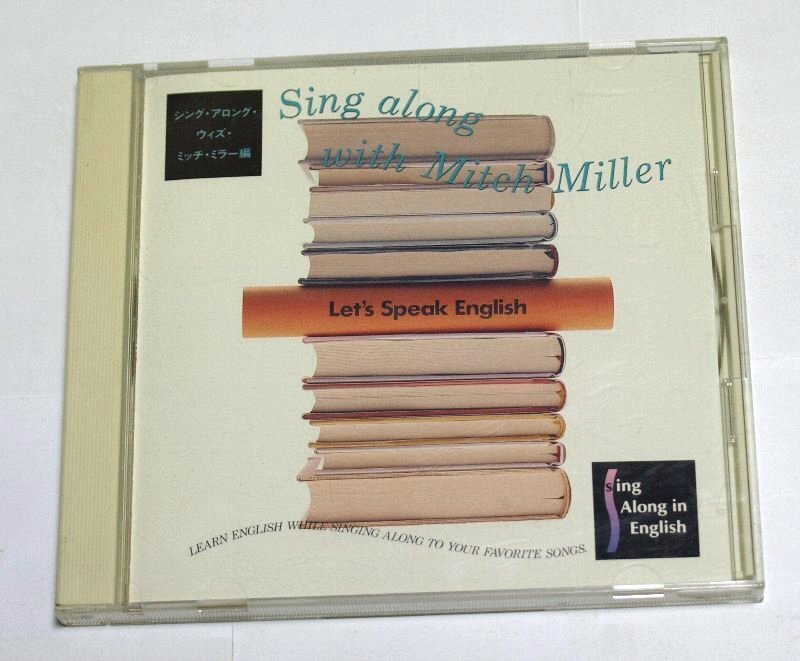 シング・アロング・
ウィズ・
ミッチ・ミラー編
Sing along
with Mitch Miller
Let's Speak English
Sing
Along in
English
LEARN ENGLISH WHILE SINGING ALONG TO YOUR FAVORITE SONGS.